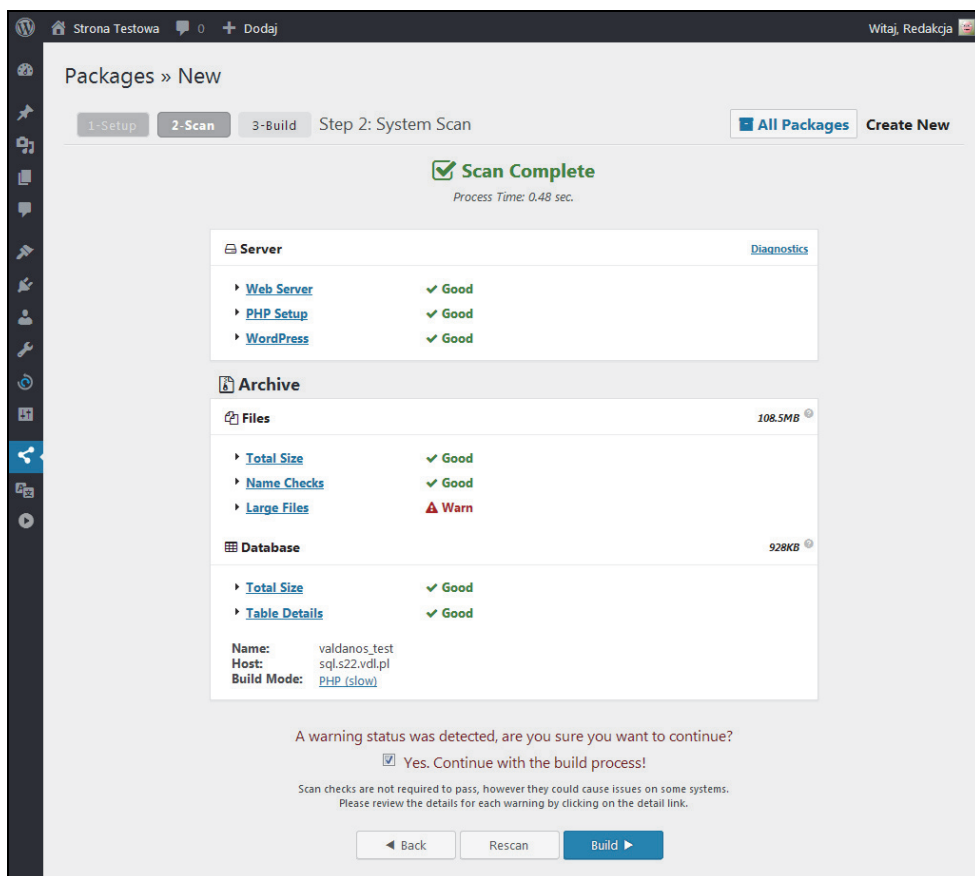 Strona Testowa 0 + Dodaj Witaj, Redakcja
Packages » New
1-Setup 2-Scan 3-Build Step 2: System Scan All Packages Create New
Scan Complete
Process Time: 0.48 sec.
Server Diagnostics
Web Server Good
PHP Setup Good
WordPress Good
Archive
Files 108.5MB ?
Total Size Good
Name Checks Good
Large Files Warn
Database 928KB ?
Total Size Good
Table Details Good
Name: valdanos_test
Host: sql.s22.vdl.pl
Build Mode: PHP (slow)
A warning status was detected, are you sure you want to continue?
Yes. Continue with the build process!
Scan checks are not required to pass, however they could cause issues on some systems.
Please review the details for each warning by clicking on the detail link.
◄ Back Rescan Build ►